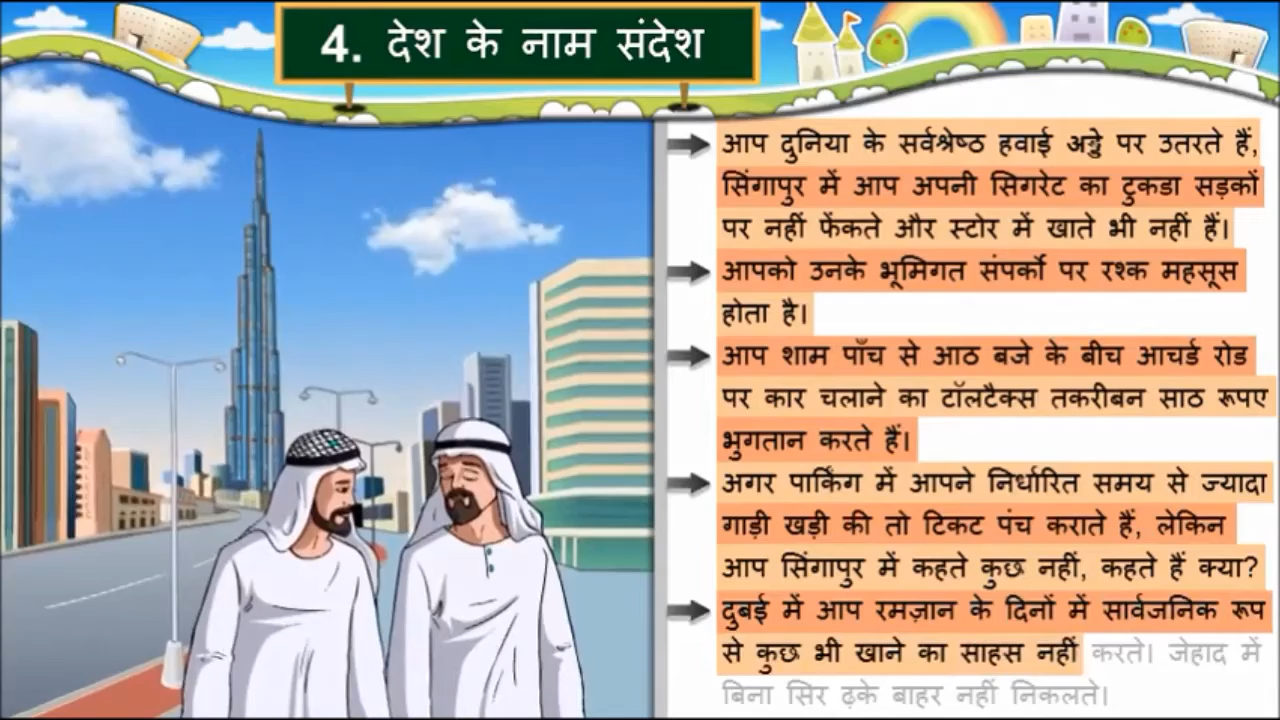 4. देश के नाम संदेश
आप दुनिया के सर्वश्रेष्ठ हवाई अड्डे पर उतरते हैं,
सिंगापुर में आप अपनी सिगरेट का टुकडा सड़कों
पर नहीं फेंकते और स्टोर में खाते भी नहीं हैं।
आपको उनके भूमिगत संपर्को पर रश्क महसूस
होता है।
आप शाम पाँच से आठ बजे के बीच आचर्ड रोड
पर कार चलाने का टॉलटैक्स तकरीबन साठ रूपए
भुगतान करते हैं।
अगर पार्किंग में आपने निर्धारित समय से ज्यादा
गाड़ी खड़ी की तो टिकट पंच कराते हैं, लेकिन
आप सिंगापुर में कहते कुछ नहीं, कहते हैं क्या?
दुबई में आप रमज़ान के दिनों में सार्वजनिक रूप
से कुछ भी खाने का साहस नहीं करते। जेहाद में
बिना सिर ढ़के बाहर नहीं निकलते।